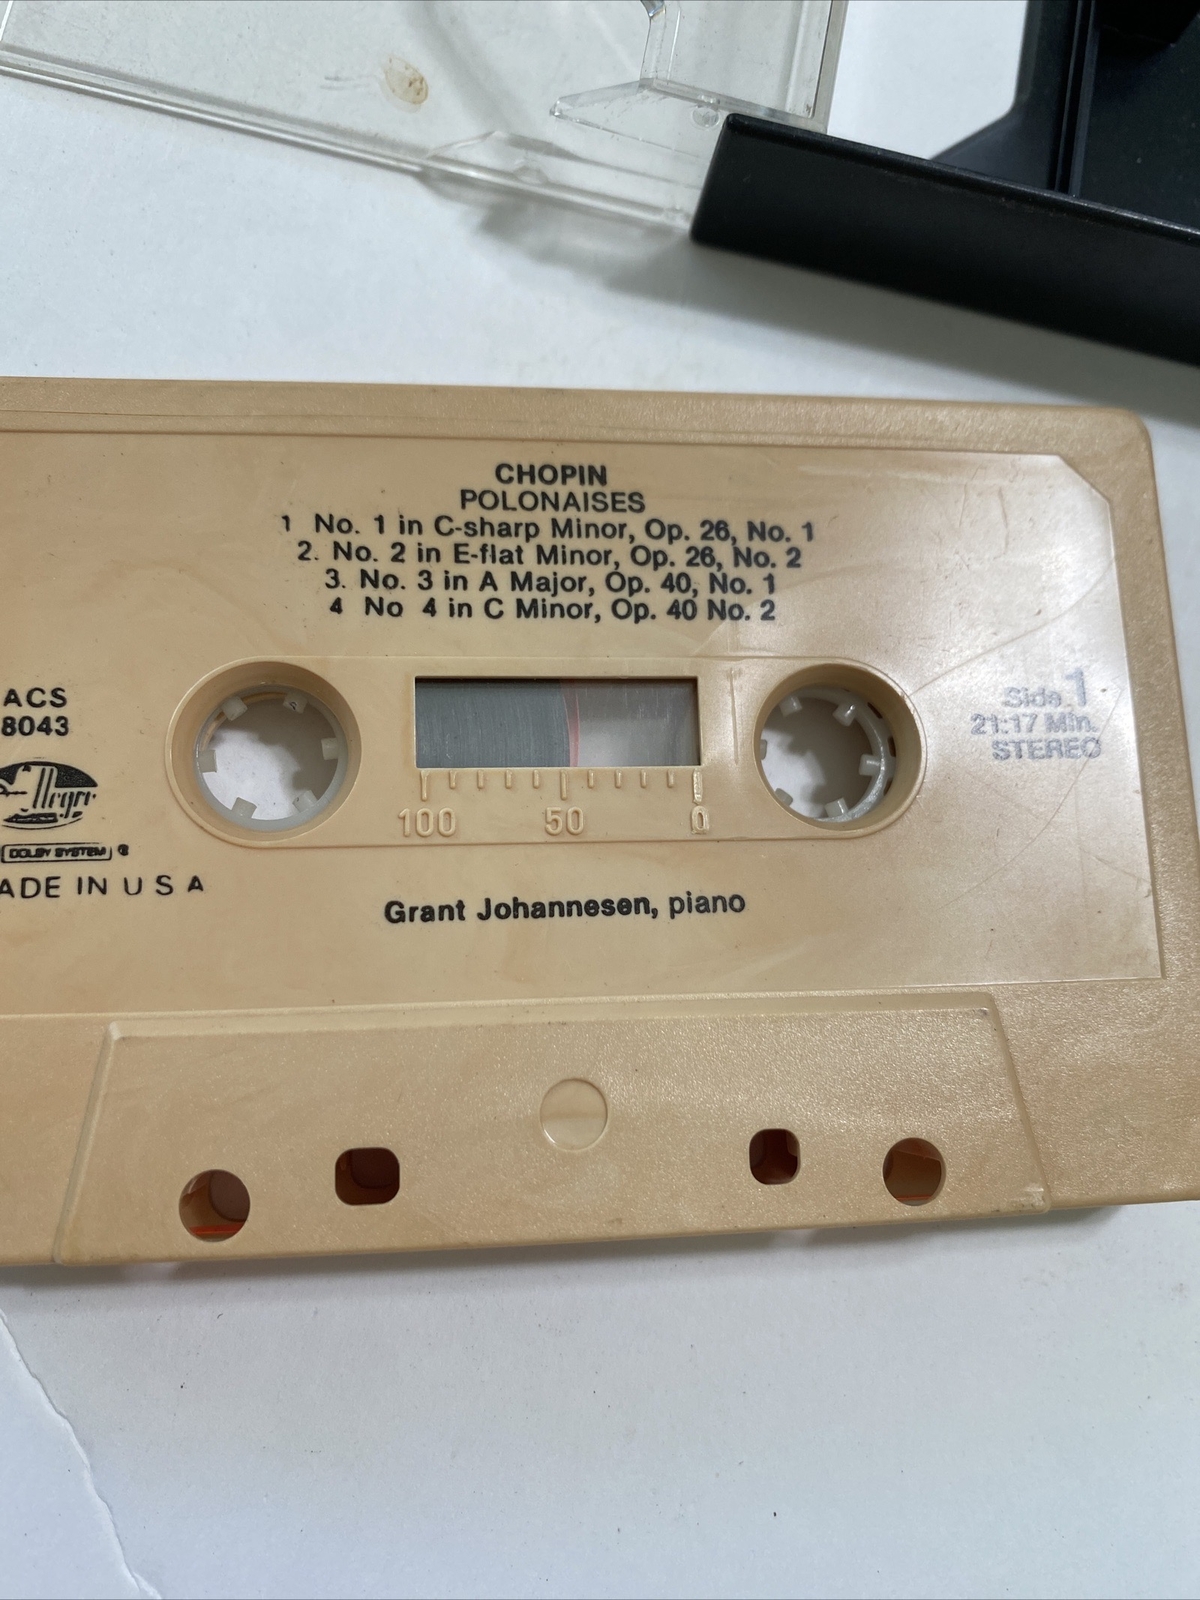 CHOPIN
POLONAISES
1 No. 1 in C-sharp Minor, Op. 26, No. 1
2. No. 2 in E-flat Minor, Op. 26, No. 2
3. No. 3 in A Major, Op. 40, No. 1
4 No 4 in C Minor, Op. 40 No. 2
ACS
8043
DOLBY SYSTEM ®
ADE IN U S A
100 50 0
Side 1
21:17 Min.
STEREO
Grant Johannesen, piano